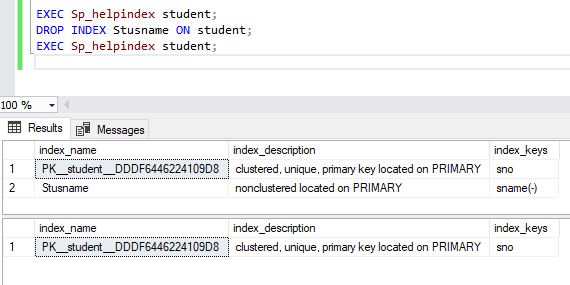 EXEC Sp_helpindex student;
DROP INDEX Stusname ON student;
EXEC Sp_helpindex student;
100 %
Results Messages
index_name index_description index_keys
1 PK__student__DDDF6446224109D8 clustered, unique, primary key located on PRIMARY sno
2 Stusname nonclustered located on PRIMARY sname(-)
index_name index_description index_keys
1 PK__student__DDDF6446224109D8 clustered, unique, primary key located on PRIMARY sno